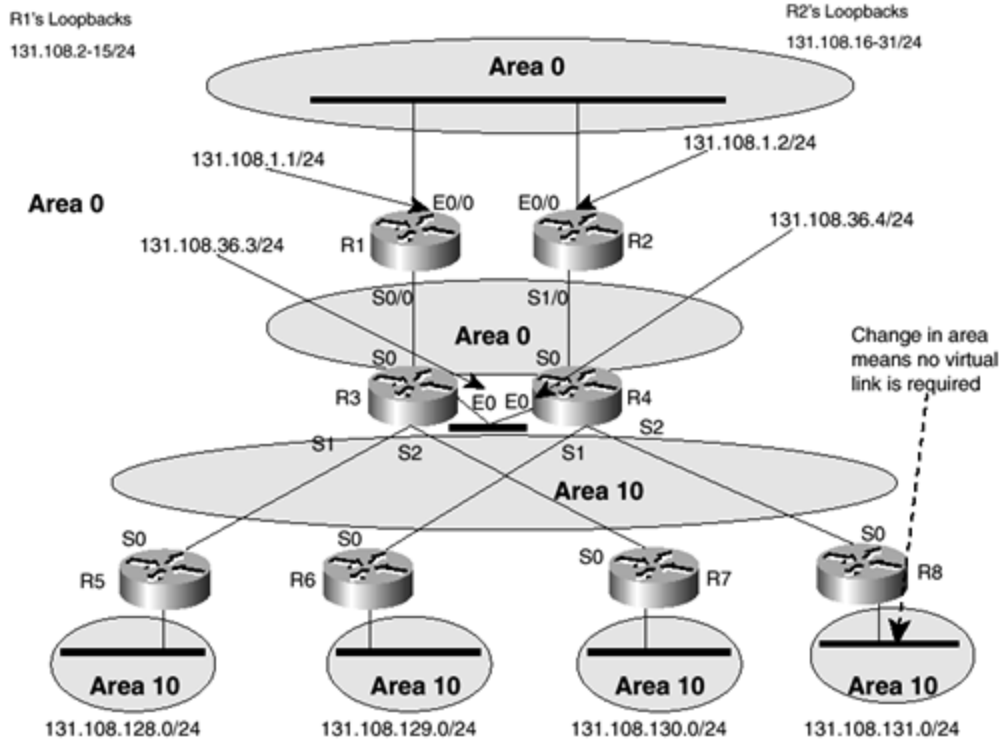 R1's Loopbacks
131.108.2-15/24
R2's Loopbacks
131.108.16-31/24
Area 0
131.108.1.1/24
131.108.1.2/24
Area 0
E0/0
E0/0
131.108.36.3/24
R1
R2
131.108.36.4/24
S0/0
S1/0
Area 0
Change in area
means no virtual
link is required
S0
S0
R3
E0
E0
R4
S1
S2
S1
S2
Area 10
S0
S0
S0
S0
R5
R6
R7
R8
Area 10
Area 10
Area 10
Area 10
131.108.128.0/24
131.108.129.0/24
131.108.130.0/24
131.108.131.0/24